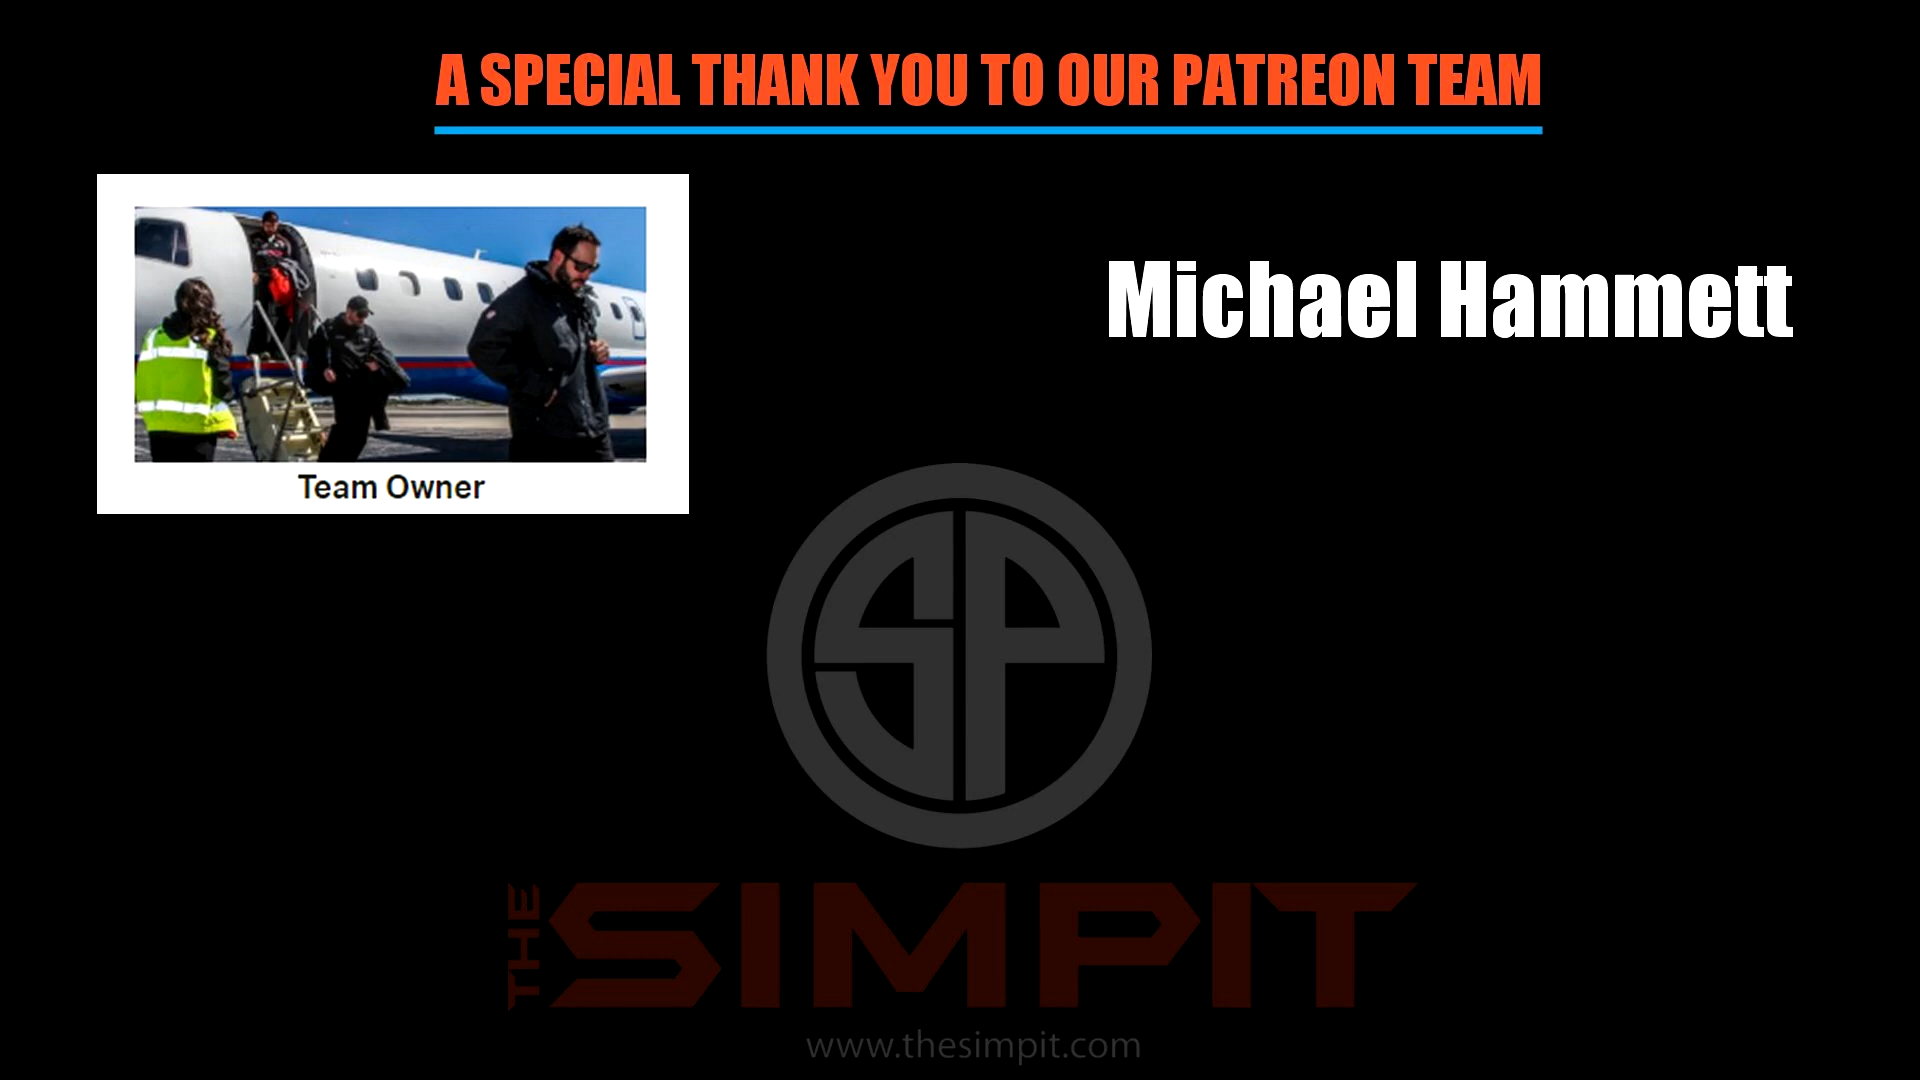 A SPECIAL THANK YOU TO OUR PATREON TEAM
Michael Hammett
Team Owner
SP
THE SIMPIT
www.thesimpit.com